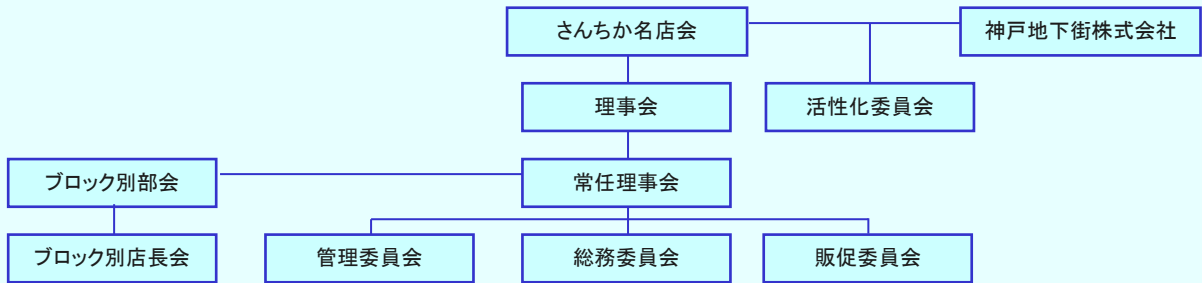 さんちか名店会
神戸地下街株式会社
理事会
活性化委員会
ブロック別部会
常任理事会
ブロック別店長会
管理委員会
総務委員会
販促委員会